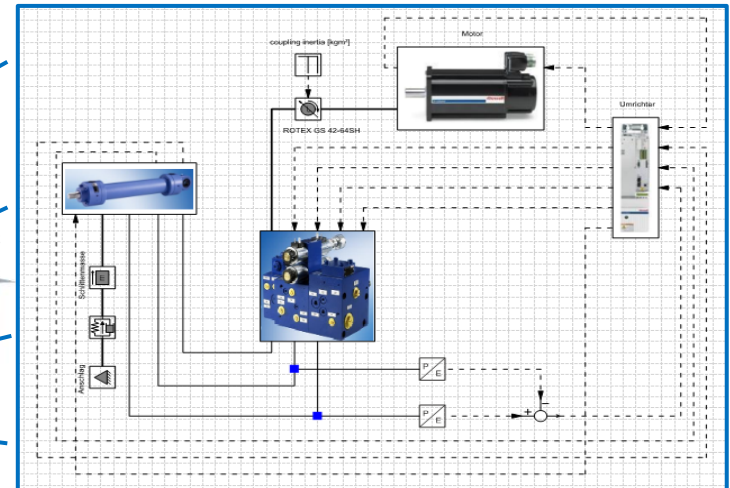 Motor
coupling inertia [kgm²]
Umrichter
ROTEX GS 42-64SH
Schlittenmasse
E
Anschlag
P
E
P
E
+
−